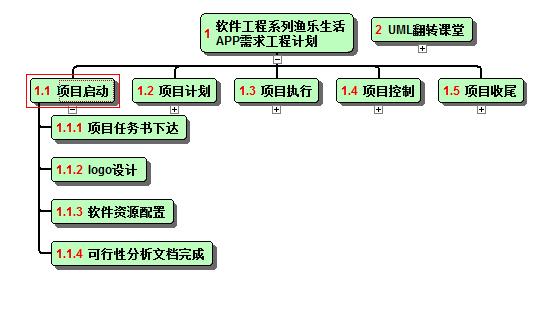 1 软件工程系列渔乐生活
APP需求工程计划
2 UML翻转课堂
1.1 项目启动
1.2 项目计划
1.3 项目执行
1.4 项目控制
1.5 项目收尾
1.1.1 项目任务书下达
1.1.2 logo设计
1.1.3 软件资源配置
1.1.4 可行性分析文档完成